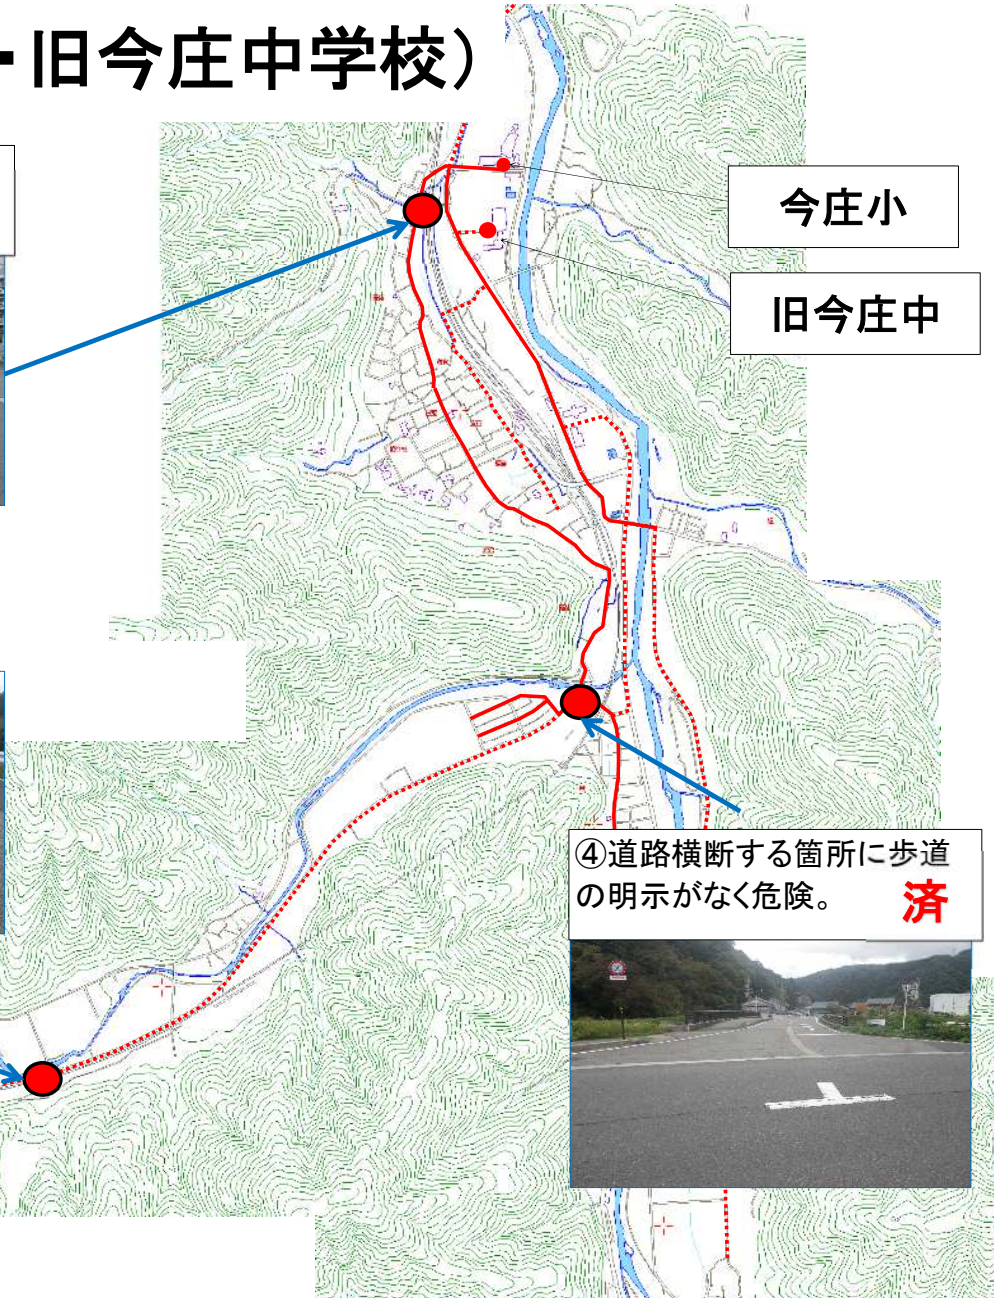 ・旧今庄中学校）
今庄小
旧今庄中
④道路横断する箇所に歩道
の明示がなく危険。
済